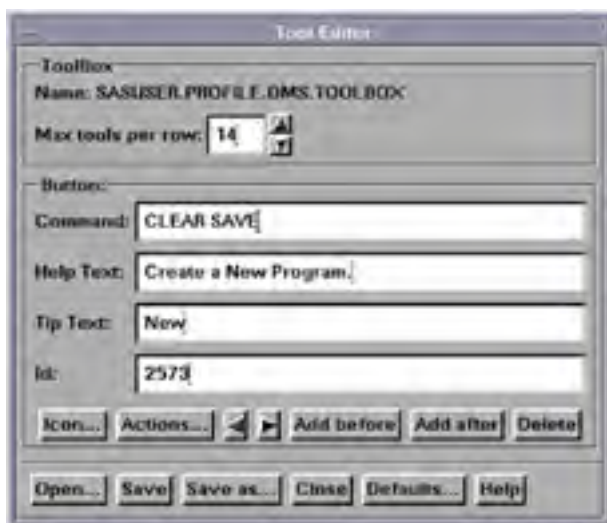 Tool Editor
ToolBox
Name: SASUSER.PROFILE.DMS.TOOLBOX
Max tools per row: 14
Button:
Command: CLEAR SAVE
Help Text: Create a New Program.
Tip Text: New
Id: 2573
Icon... Actions... Add before Add after Delete
Open... Save Save as... Close Defaults... Help